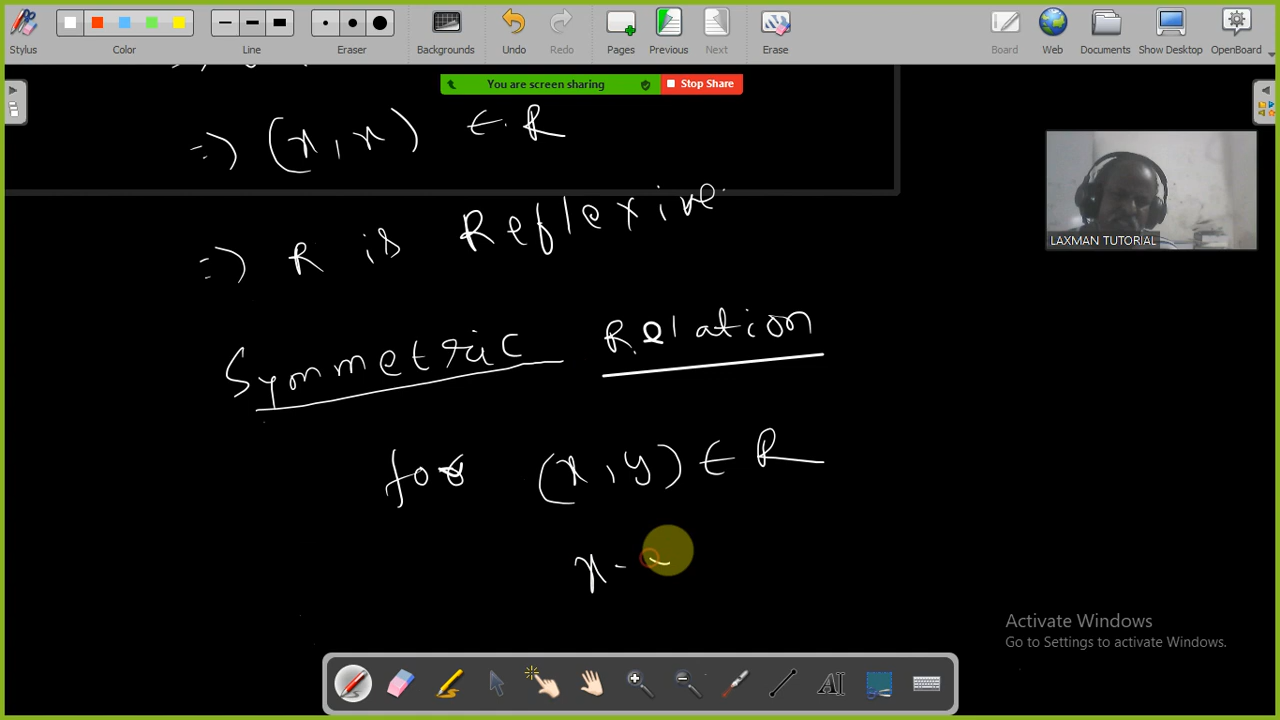 Stylus Color Line Eraser Backgrounds Undo Redo Pages Previous Next Erase Board Web Documents Show Desktop OpenBoard
You are screen sharing Stop Share
=> (x, x) ∈ R
LAXMAN TUTORIAL
=> R is Reflexive.
Symmetric Relation
for (x, y) ∈ R
x -
Activate Windows
Go to Settings to activate Windows.